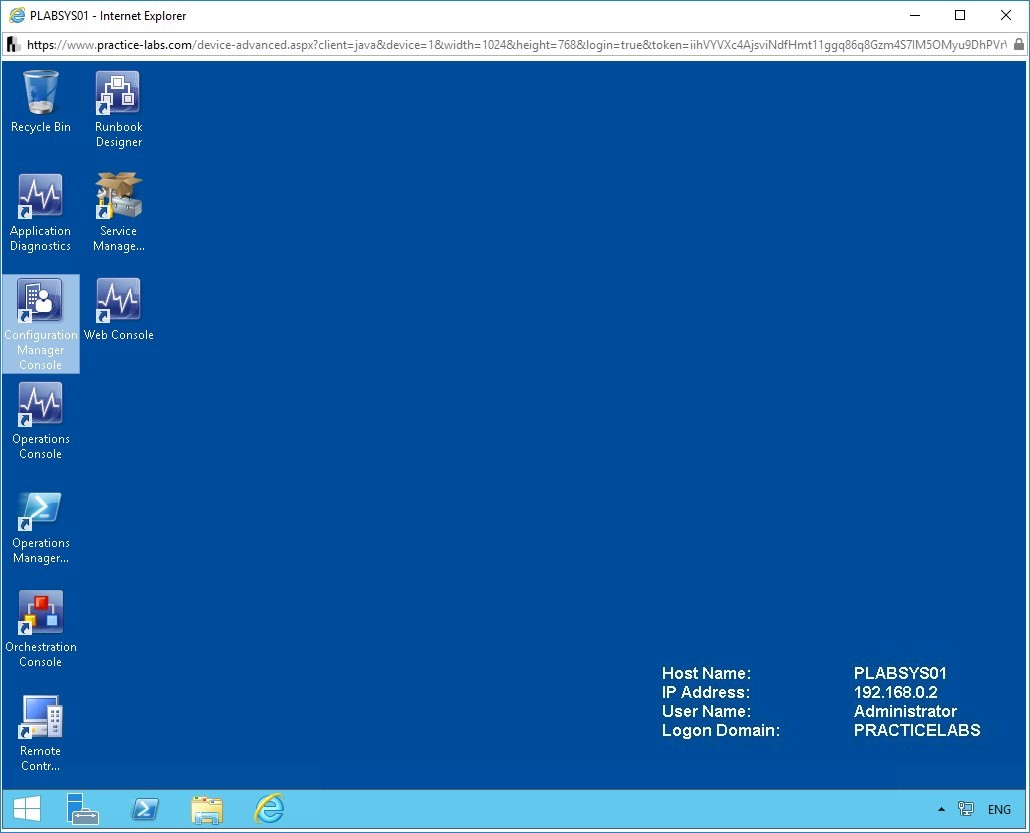 PLABSYS01 - Internet Explorer
https://www.practice-labs.com/device-advanced.aspx?client=java&device=1&width=1024&height=768&login=true&token=
Recycle Bin
Runbook
Designer
Application
Diagnostics
Service
Manage...
Configuration
Manager
Console
Web Console
Operations
Console
Operations
Manager...
Orchestration
Console
Remote
Contr...
Host Name: PLABSYS01
IP Address: 192.168.0.2
User Name: Administrator
Logon Domain: PRACTICELABS
ENG